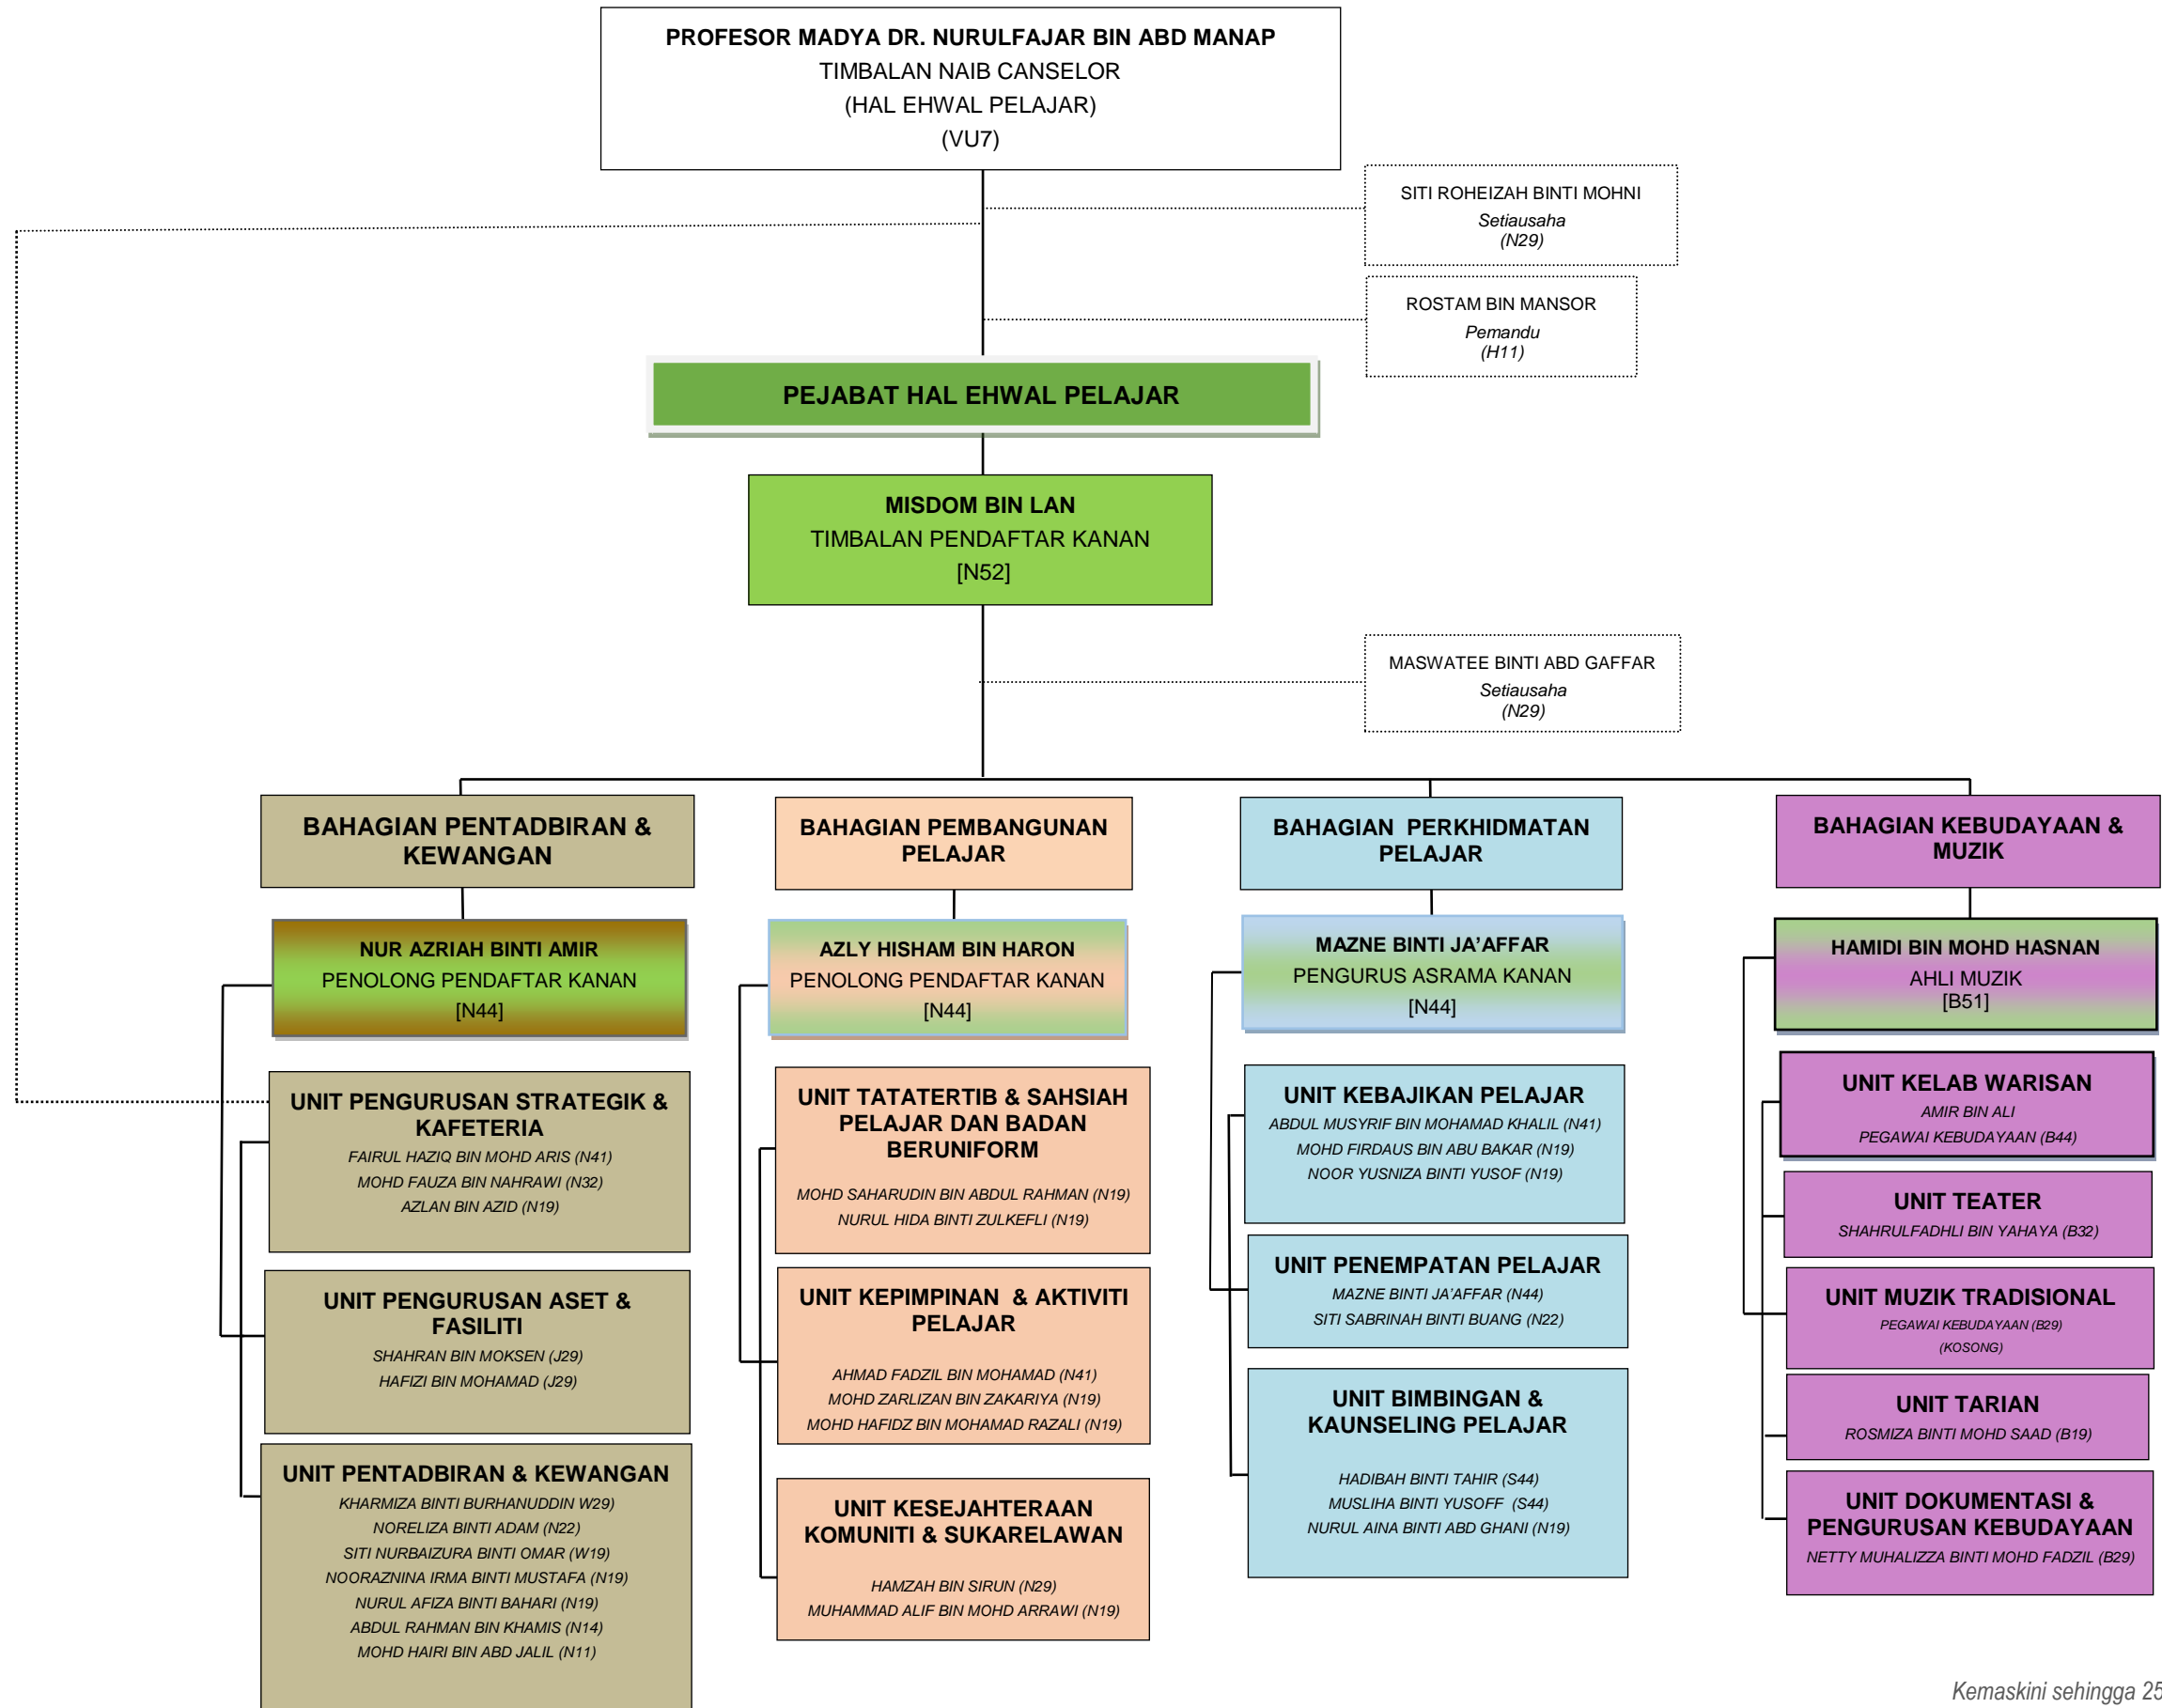 PROFESOR MADYA DR. NURULFAJAR BIN ABD MANAP
TIMBALAN NAIB CANSELOR
(HAL EHWAL PELAJAR)
(VU7)
SITI ROHEIZAH BINTI MOHNI
Setiausaha
(N29)
ROSTAM BIN MANSOR
Pemandu
(H11)
PEJABAT HAL EHWAL PELAJAR
MISDOM BIN LAN
TIMBALAN PENDAFTAR KANAN
[N52]
MASWATEE BINTI ABD GAFFAR
Setiausaha
(N29)
BAHAGIAN PENTADBIRAN &
KEWANGAN
NUR AZRIAH BINTI AMIR
PENOLONG PENDAFTAR KANAN
[N44]
UNIT PENGURUSAN STRATEGIK &
KAFETERIA
FAIRUL HAZIQ BIN MOHD ARIS (N41)
MOHD FAUZA BIN NAHRAWI (N32)
AZLAN BIN AZID (N19)
UNIT PENGURUSAN ASET &
FASILITI
SHAHRAN BIN MOKSEN (J29)
HAFIZI BIN MOHAMAD (J29)
UNIT PENTADBIRAN & KEWANGAN
KHARMIZA BINTI BURHANUDDIN W29)
NORELIZA BINTI ADAM (N22)
SITI NURBAIZURA BINTI OMAR (W19)
NOORAZNINA IRMA BINTI MUSTAFA (N19)
NURUL AFIZA BINTI BAHARI (N19)
ABDUL RAHMAN BIN KHAMIS (N14)
MOHD HAIRI BIN ABD JALIL (N11)
BAHAGIAN PEMBANGUNAN
PELAJAR
AZLY HISHAM BIN HARON
PENOLONG PENDAFTAR KANAN
[N44]
UNIT TATATERTIB & SAHSIAH
PELAJAR DAN BADAN
BERUNIFORM
MOHD SAHARUDIN BIN ABDUL RAHMAN (N19)
NURUL HIDA BINTI ZULKEFLI (N19)
UNIT KEPIMPINAN & AKTIVITI
PELAJAR
AHMAD FADZIL BIN MOHAMAD (N41)
MOHD ZARLIZAN BIN ZAKARIYA (N19)
MOHD HAFIDZ BIN MOHAMAD RAZALI (N19)
UNIT KESEJAHTERAAN
KOMUNITI & SUKARELAWAN
HAMZAH BIN SIRUN (N29)
MUHAMMAD ALIF BIN MOHD ARRAWI (N19)
BAHAGIAN PERKHIDMATAN
PELAJAR
MAZNE BINTI JA’AFFAR
PENGURUS ASRAMA KANAN
[N44]
UNIT KEBAJIKAN PELAJAR
ABDUL MUSYRIF BIN MOHAMAD KHALIL (N41)
MOHD FIRDAUS BIN ABU BAKAR (N19)
NOOR YUSNIZA BINTI YUSOF (N19)
UNIT PENEMPATAN PELAJAR
MAZNE BINTI JA’AFFAR (N44)
SITI SABRINAH BINTI BUANG (N22)
UNIT BIMBINGAN &
KAUNSELING PELAJAR
HADIBAH BINTI TAHIR (S44)
MUSLIHA BINTI YUSOFF (S44)
NURUL AINA BINTI ABD GHANI (N19)
BAHAGIAN KEBUDAYAAN &
MUZIK
HAMIDI BIN MOHD HASNAN
AHLI MUZIK
[B51]
UNIT KELAB WARISAN
AMIR BIN ALI
PEGAWAI KEBUDAYAAN (B44)
UNIT TEATER
SHAHRULFADHLI BIN YAHAYA (B32)
UNIT MUZIK TRADISIONAL
PEGAWAI KEBUDAYAAN (B29)
(KOSONG)
UNIT TARIAN
ROSMIZA BINTI MOHD SAAD (B19)
UNIT DOKUMENTASI &
PENGURUSAN KEBUDAYAAN
NETTY MUHALIZZA BINTI MOHD FADZIL (B29)
Kemaskini sehingga 25